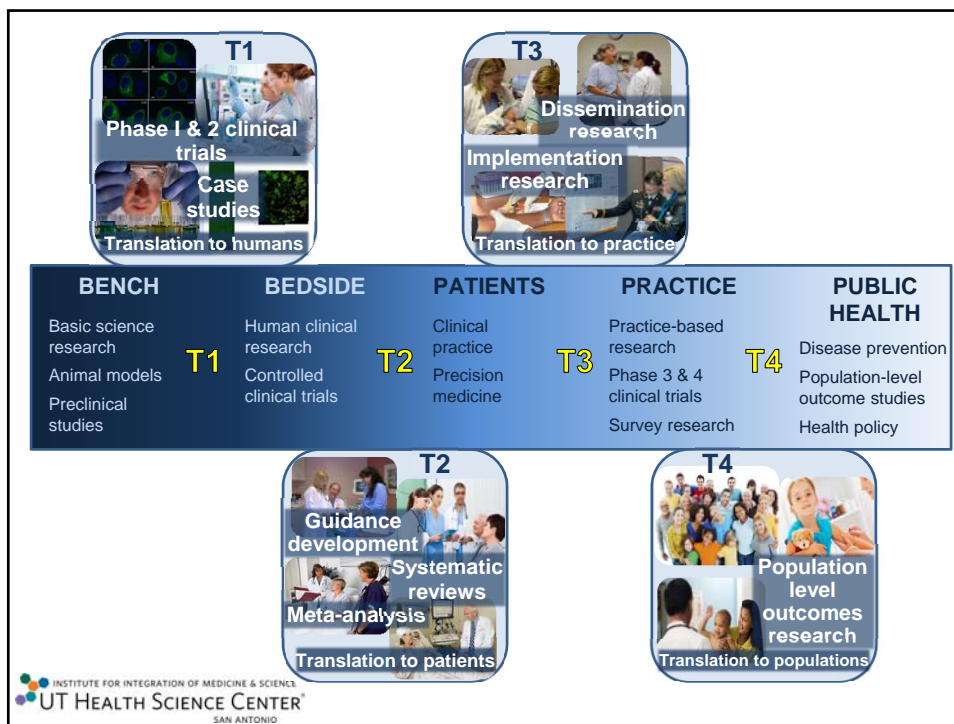 T1
Phase I & 2 clinical
trials
Case
studies
Translation to humans
T3
Dissemination
research
Implementation
research
Translation to practice
BENCH
Basic science
research
Animal models
Preclinical
studies
T1
BEDSIDE
Human clinical
research
Controlled
clinical trials
T2
PATIENTS
Clinical
practice
Precision
medicine
T3
PRACTICE
Practice-based
research
Phase 3 & 4
clinical trials
Survey research
T4
PUBLIC
HEALTH
Disease prevention
Population-level
outcome studies
Health policy
T2
Guidance
development
Systematic
reviews
Meta-analysis
Translation to patients
T4
Population
level
outcomes
research
Translation to populations
INSTITUTE FOR INTEGRATION OF MEDICINE & SCIENCE
UT HEALTH SCIENCE CENTER®
SAN ANTONIO